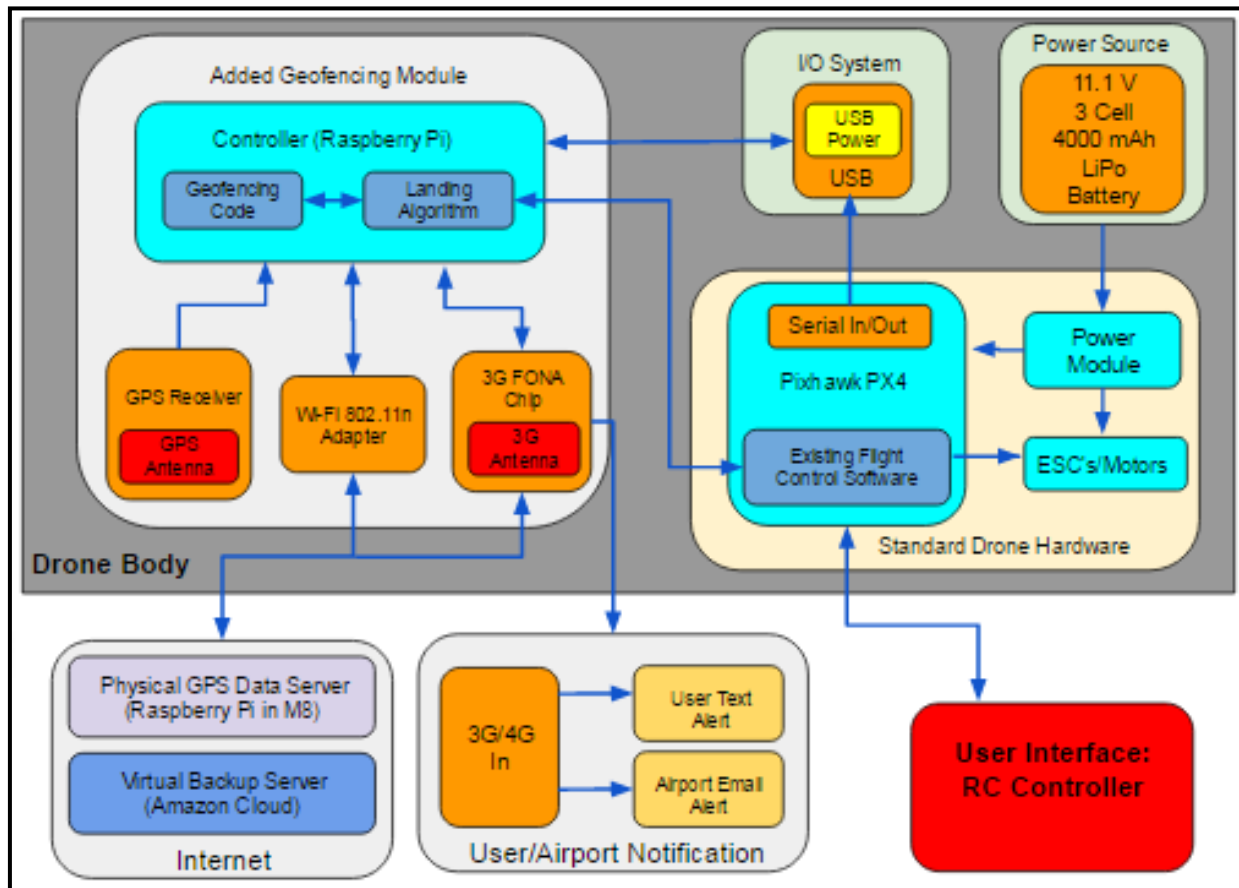 Added Geofencing Module
Controller (Raspberry Pi)
Geofencing
Code
Landing
Algorithm
GPS Receiver
GPS
Antenna
Wi-Fi 802.11n
Adapter
3G FONA
Chip
3G
Antenna
I/O System
USB
Power
USB
Power Source
11.1 V
3 Cell
4000 mAh
LiPo
Battery
Serial In/Out
Pixhawk PX4
Existing Flight
Control Software
Power
Module
ESC's/Motors
Standard Drone Hardware
Drone Body
Physical GPS Data Server
(Raspberry Pi in M8)
Virtual Backup Server
(Amazon Cloud)
Internet
3G/4G
In
User Text
Alert
Airport Email
Alert
User/Airport Notification
User Interface:
RC Controller